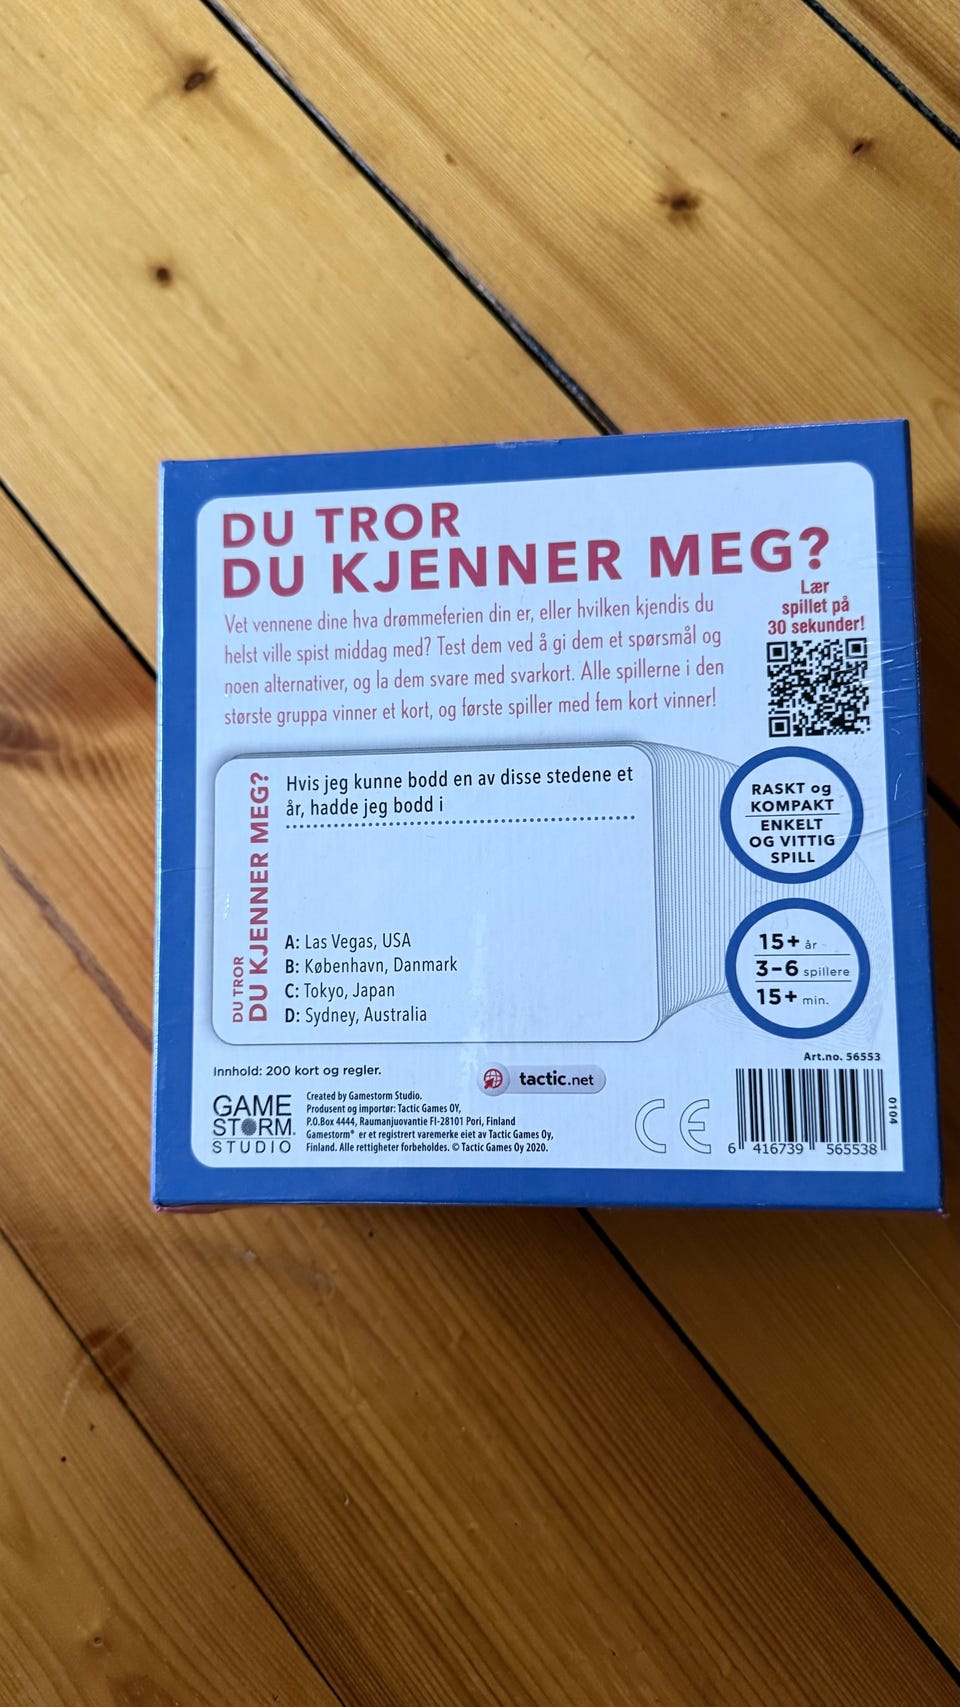 DU TROR
DU KJENNER MEG?
Vet vennene dine hva drømmeferien din er, eller hvilken kjendis du
helst ville spist middag med? Test dem ved å gi dem et spørsmål og
noen alternativer, og la dem svare med svarkort. Alle spillerne i den
største gruppa vinner et kort, og første spiller med fem kort vinner!
Lær
spillet på
30 sekunder!
DU TROR
DU KJENNER MEG?
Hvis jeg kunne bodd en av disse stedene et
år, hadde jeg bodd i
A: Las Vegas, USA
B: København, Danmark
C: Tokyo, Japan
D: Sydney, Australia
RASKT og
KOMPAKT
ENKELT
OG VITTIG
SPILL
15+ år
3-6 spillere
15+ min.
Innhold: 200 kort og regler.
tactic.net
GAME
STORM.
STUDIO
Created by Gamestorm Studio.
Produsent og importør: Tactic Games OY,
P.O.Box 4444, Raumanjuovantie FI-28101 Pori, Finland
Gamestorm® er et registrert varemerke eiet av Tactic Games Oy,
Finland. Alle rettigheter forbeholdes. © Tactic Games Oy 2020.
CE
Art.no. 56553
0104
6 416739 565538